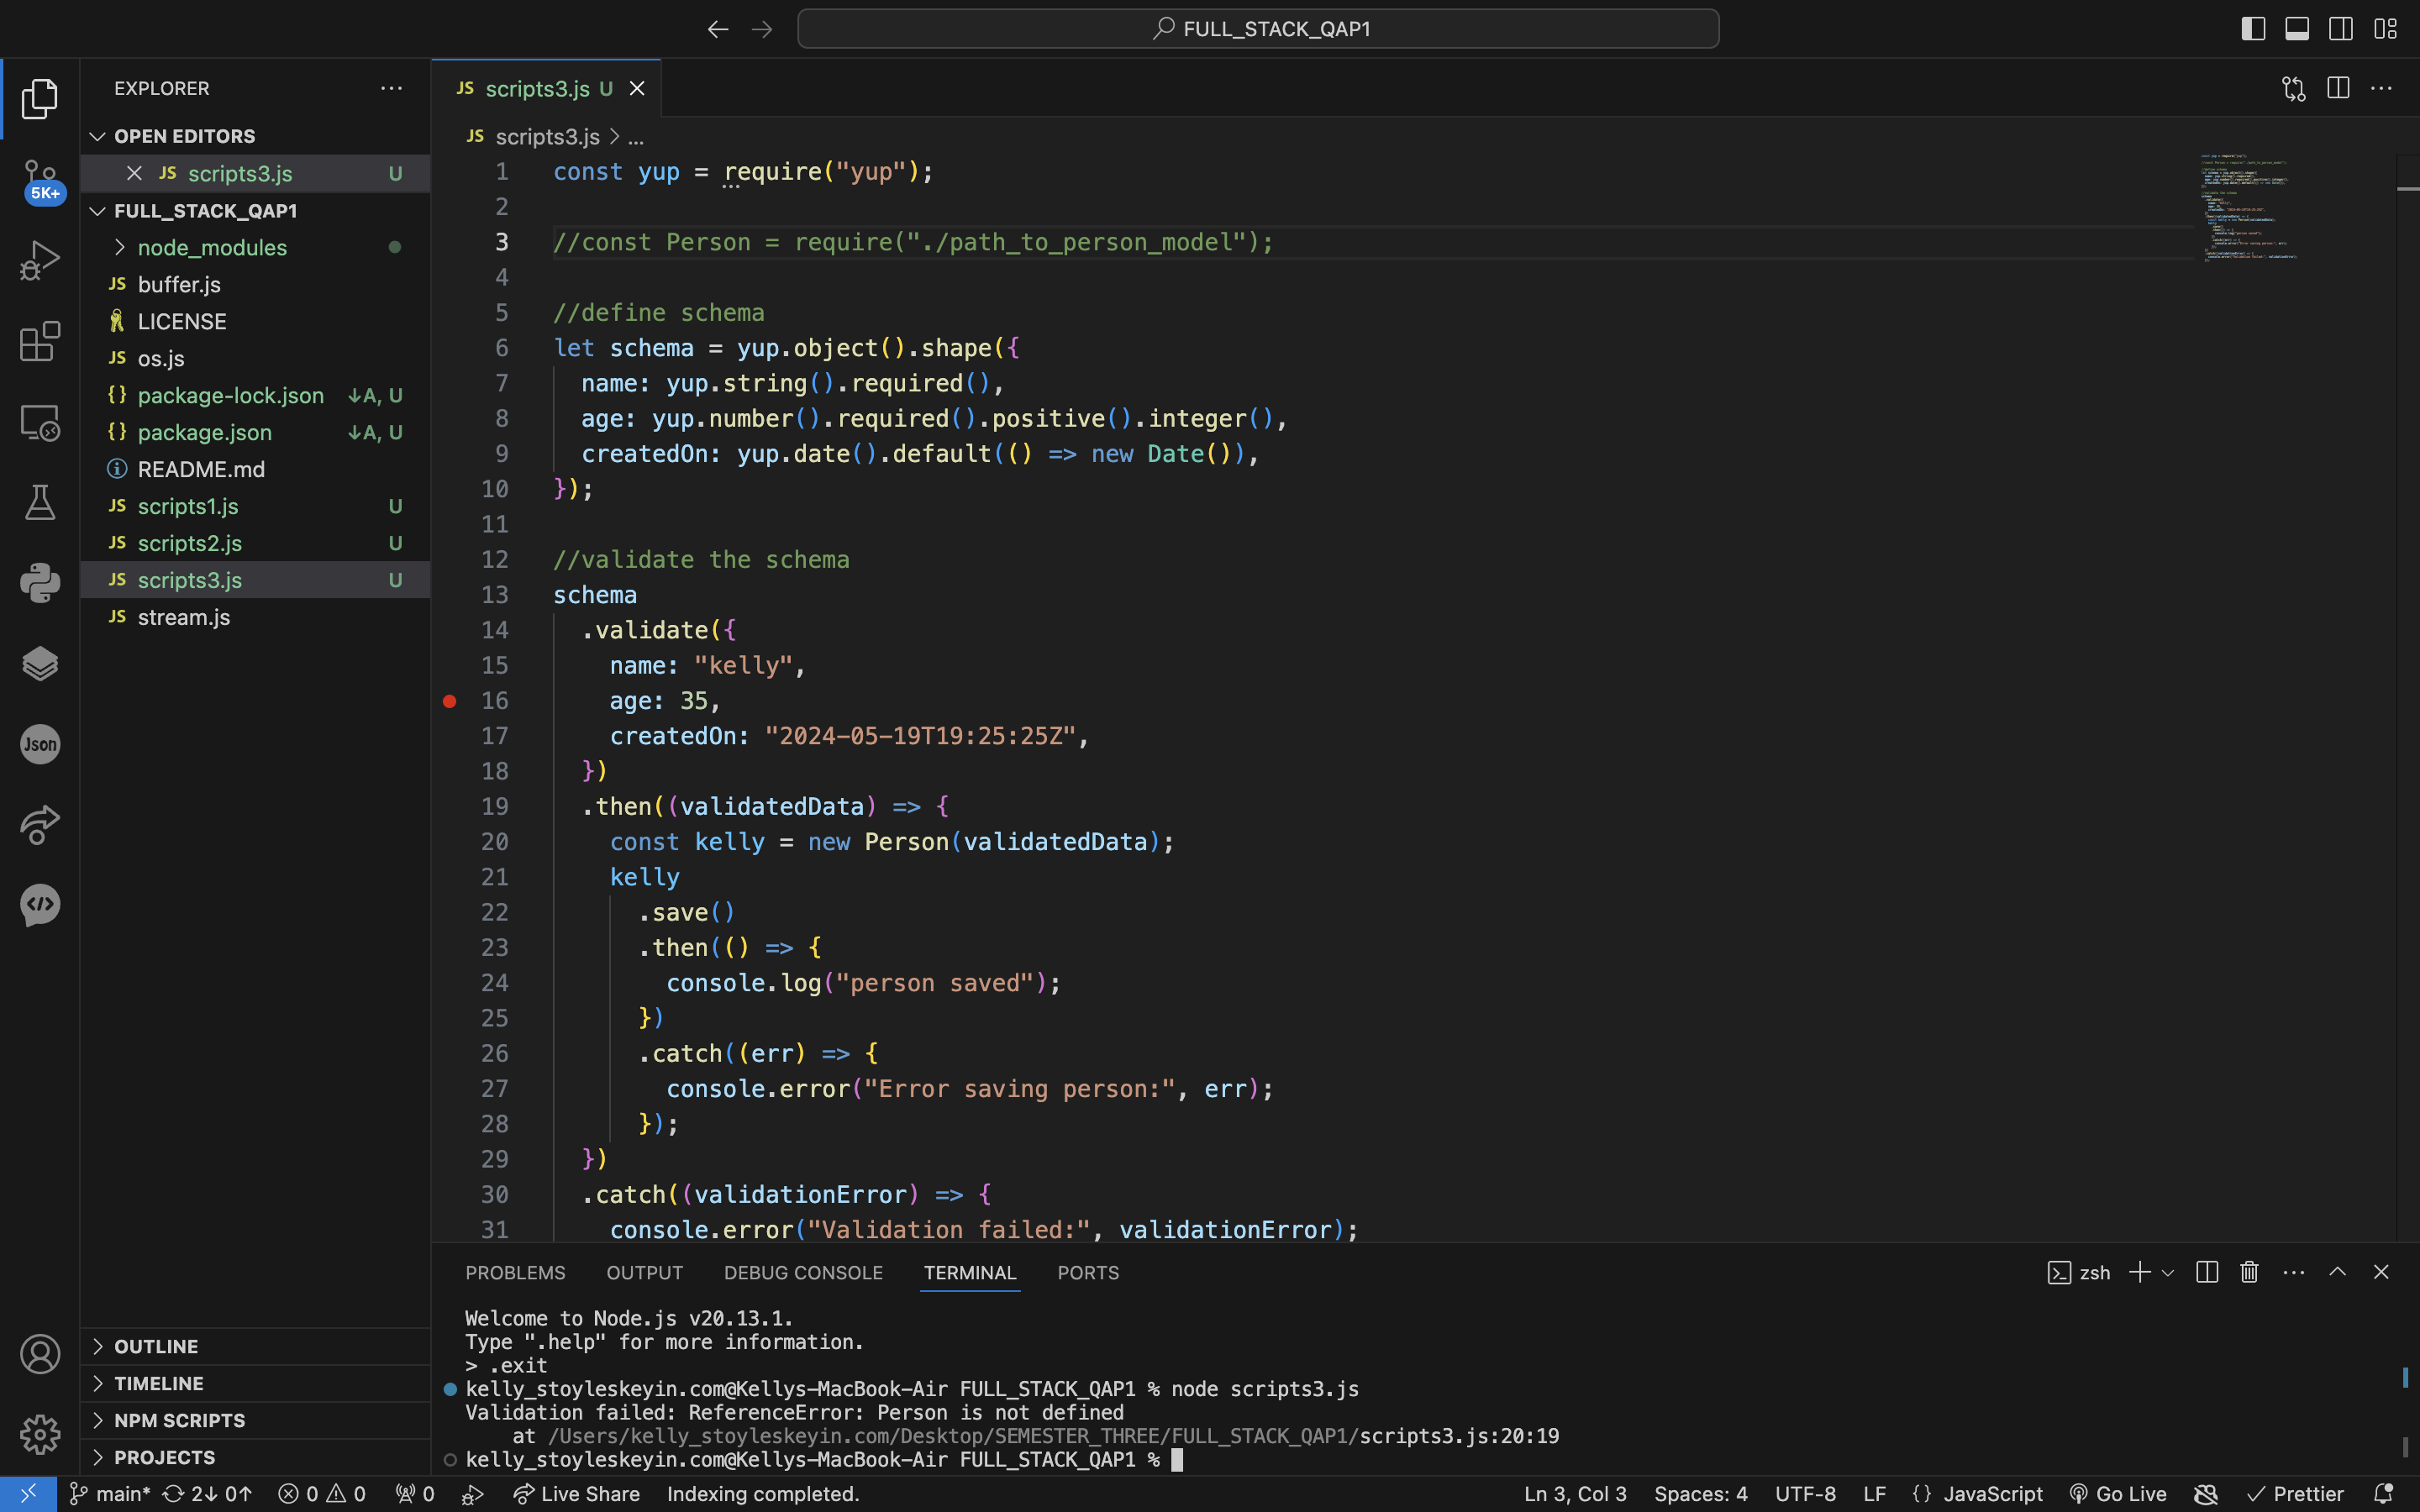 FULL_STACK_QAP1
EXPLORER
OPEN EDITORS
JS scripts3.js U
FULL_STACK_QAP1
node_modules
JS buffer.js
LICENSE
JS os.js
{} package-lock.json ↓A, U
{} package.json ↓A, U
README.md
JS scripts1.js U
JS scripts2.js U
JS scripts3.js U
JS stream.js
OUTLINE
TIMELINE
NPM SCRIPTS
PROJECTS
5K+
Json
JS scripts3.js U
JS scripts3.js > ...
1 const yup = require("yup");
2
3 //const Person = require("./path_to_person_model");
4
5 //define schema
6 let schema = yup.object().shape({
7 name: yup.string().required(),
8 age: yup.number().required().positive().integer(),
9 createdOn: yup.date().default(() => new Date()),
10 });
11
12 //validate the schema
13 schema
14 .validate({
15 name: "kelly",
16 age: 35,
17 createdOn: "2024-05-19T19:25:25Z",
18 })
19 .then((validatedData) => {
20 const kelly = new Person(validatedData);
21 kelly
22 .save()
23 .then(() => {
24 console.log("person saved");
25 })
26 .catch((err) => {
27 console.error("Error saving person:", err);
28 });
29 })
30 .catch((validationError) => {
31 console.error("Validation failed:", validationError);
PROBLEMS OUTPUT DEBUG CONSOLE TERMINAL PORTS
zsh
Welcome to Node.js v20.13.1.
Type ".help" for more information.
> .exit
kelly_stoyleskeyin.com@Kellys-MacBook-Air FULL_STACK_QAP1 % node scripts3.js
Validation failed: ReferenceError: Person is not defined
at /Users/kelly_stoyleskeyin.com/Desktop/SEMESTER_THREE/FULL_STACK_QAP1/scripts3.js:20:19
kelly_stoyleskeyin.com@Kellys-MacBook-Air FULL_STACK_QAP1 %
main* 2↓ 0↑ 0 0 0 Live Share Indexing completed. Ln 3, Col 3 Spaces: 4 UTF-8 LF {} JavaScript Go Live Prettier